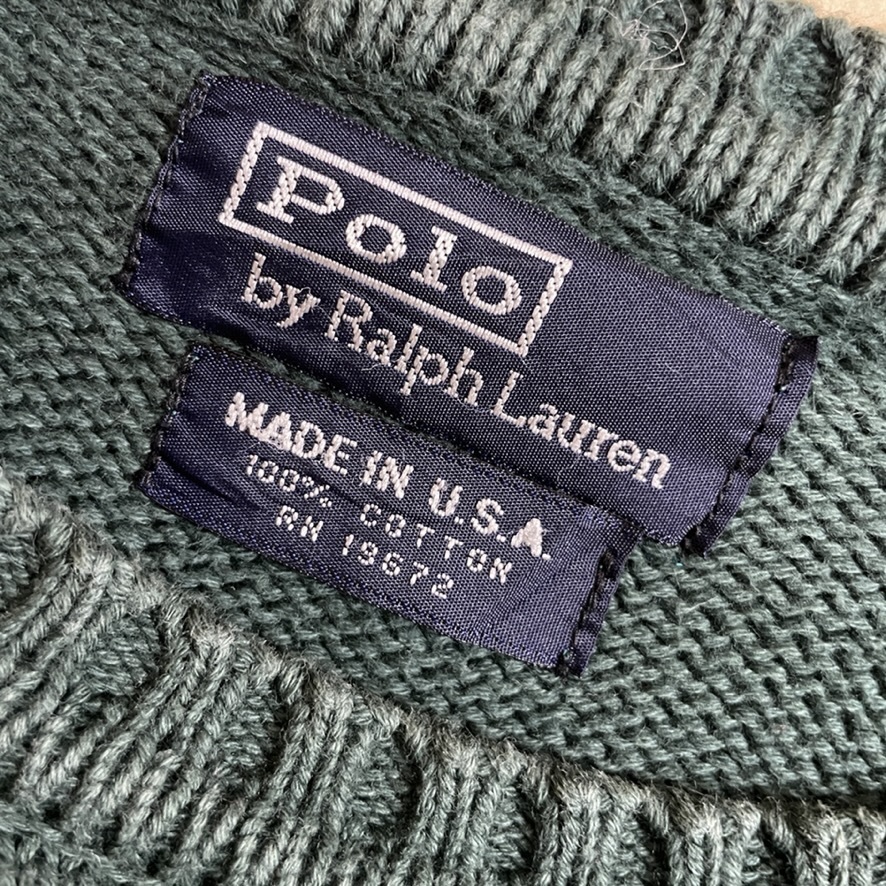 Polo
by Ralph Lauren
MADE IN U.S.A.
100% COTTON
RN 19672